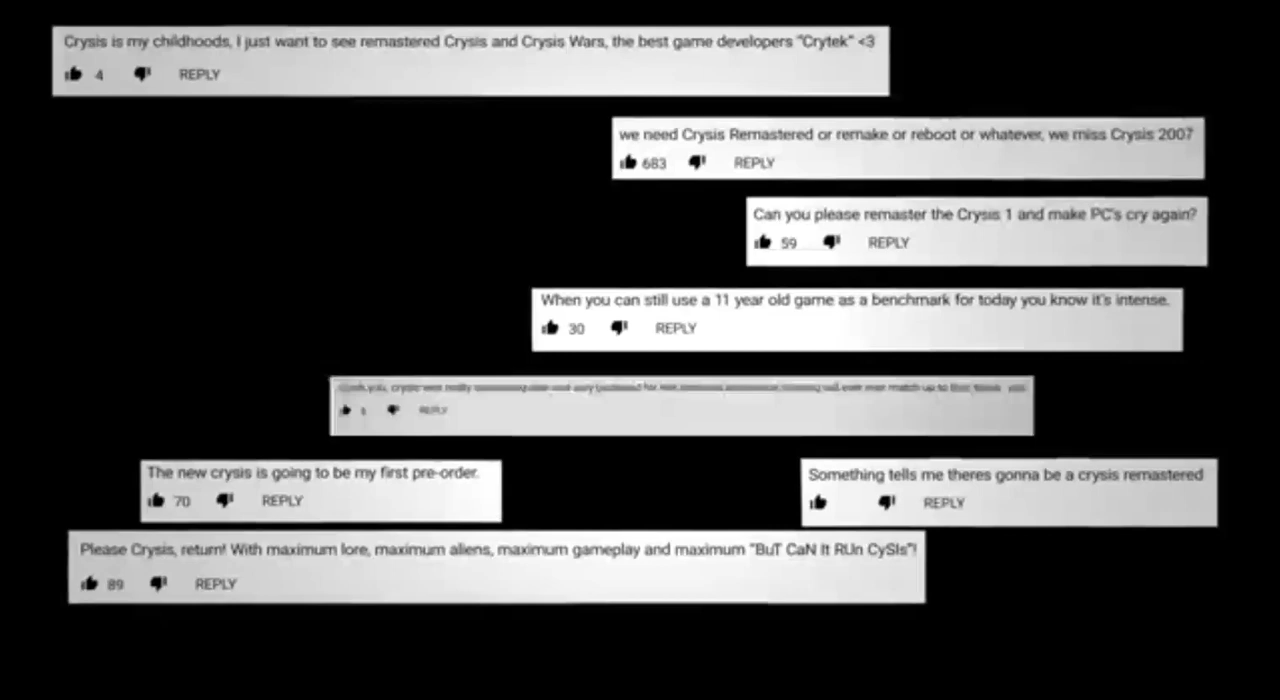 Crysis is my childhoods, I just want to see remastered Crysis and Crysis Wars, the best game developers "Crytek" <3
4 REPLY
we need Crysis Remastered or remake or reboot or whatever, we miss Crysis 2007
683 REPLY
Can you please remaster the Crysis 1 and make PC's cry again?
59 REPLY
When you can still use a 11 year old game as a benchmark for today you know it's intense.
30 REPLY
REPLY
The new crysis is going to be my first pre-order.
70 REPLY
Something tells me theres gonna be a crysis remastered
REPLY
Please Crysis, return! With maximum lore, maximum aliens, maximum gameplay and maximum "BuT CaN It RUn CySIs"!
89 REPLY